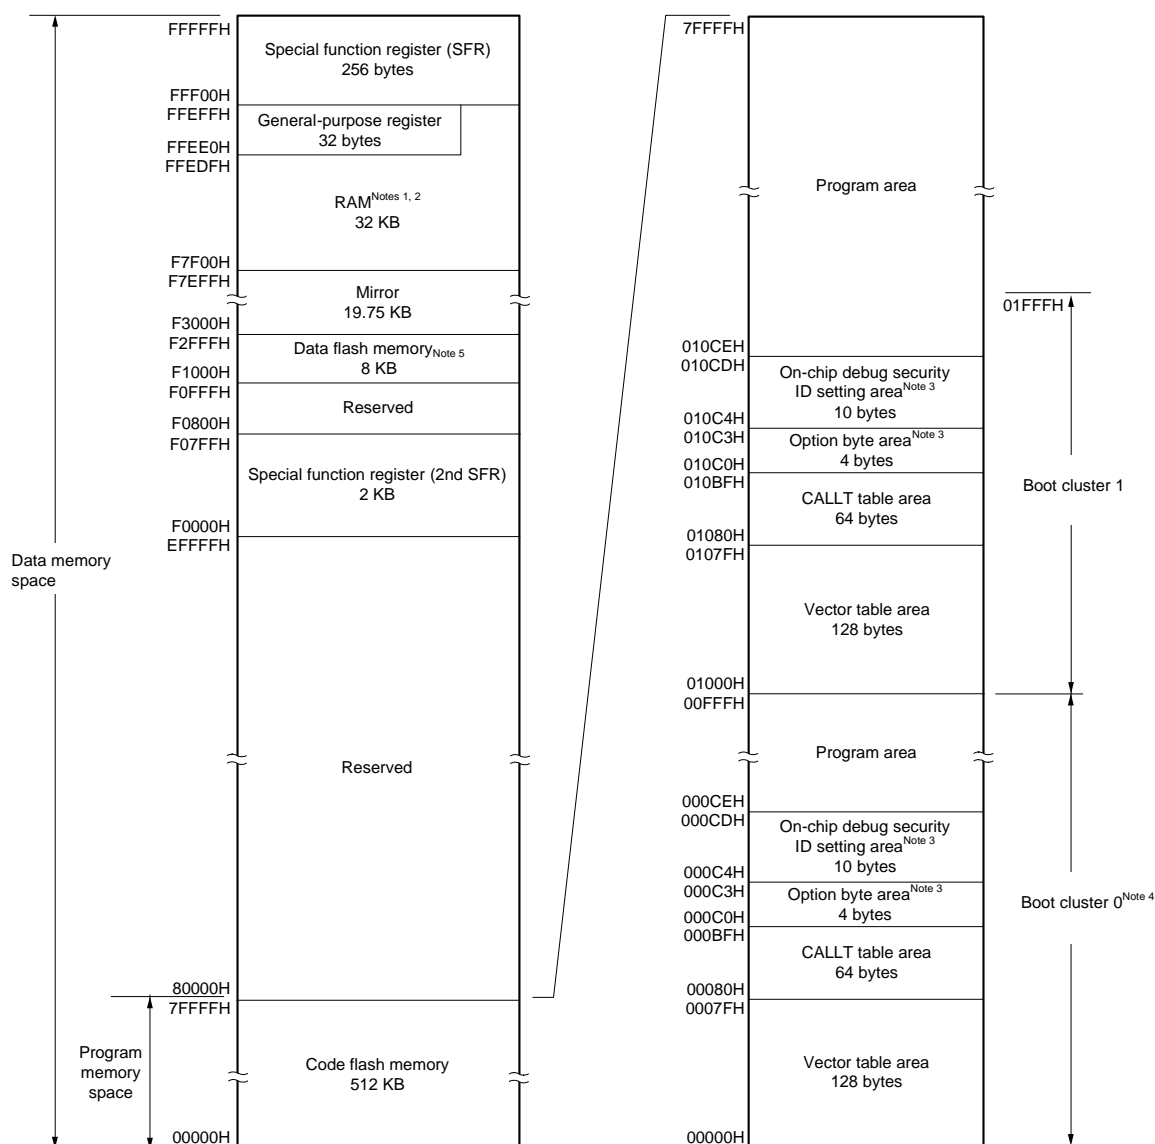 FFFFFH
Special function register (SFR)
256 bytes
FFF00H
FFEFFH
General-purpose register
32 bytes
FFEE0H
FFEDFH
RAMNotes 1, 2
32 KB
F7F00H
F7EFFH
Mirror
19.75 KB
F3000H
F2FFFH
Data flash memoryNote 5
8 KB
F1000H
F0FFFH
Reserved
F0800H
F07FFH
Special function register (2nd SFR)
2 KB
F0000H
EFFFFH
Data memory
space
Reserved
80000H
7FFFFH
Program
memory
space
Code flash memory
512 KB
00000H
7FFFFH
Program area
01FFFH
010CEH
010CDH
On-chip debug security
ID setting areaNote 3
10 bytes
010C4H
010C3H
Option byte areaNote 3
4 bytes
010C0H
010BFH
CALLT table area
64 bytes
Boot cluster 1
01080H
0107FH
Vector table area
128 bytes
01000H
00FFFH
Program area
000CEH
000CDH
On-chip debug security
ID setting areaNote 3
10 bytes
000C4H
000C3H
Option byte areaNote 3
4 bytes
Boot cluster 0Note 4
000C0H
000BFH
CALLT table area
64 bytes
00080H
0007FH
Vector table area
128 bytes
00000H